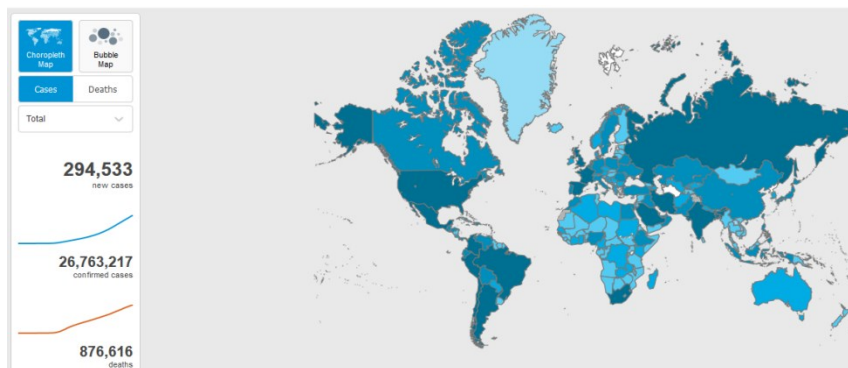 Choropleth
Map
Bubble
Map
Cases
Deaths
Total
294,533
new cases
26,763,217
confirmed cases
876,616
deaths